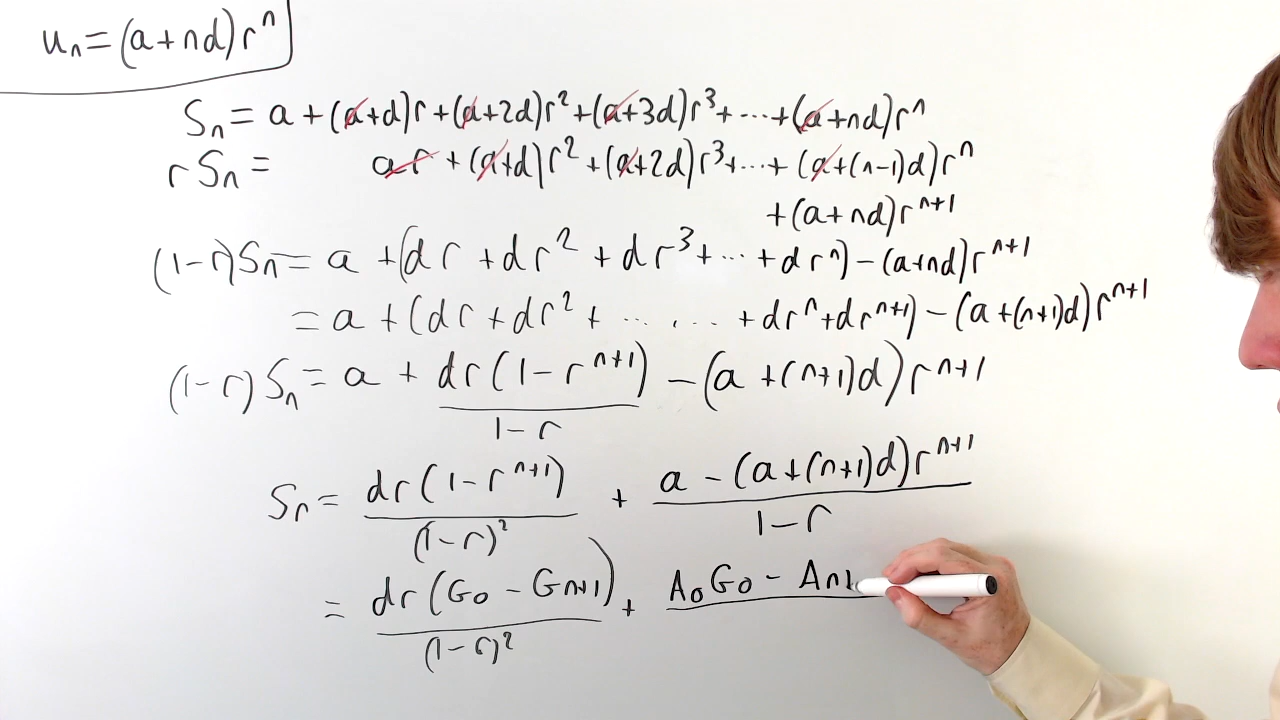 uₙ = (a+nd)rⁿ
Sₙ = a + (a+d)r + (a+2d)r² + (a+3d)r³ + ... + (a+nd)rⁿ
rSₙ = ar + (a+d)r² + (a+2d)r³ + ... + (a+(n-1)d)rⁿ
+ (a+nd)rⁿ⁺¹
(1-r)Sₙ = a + (dr + dr² + dr³ + ... + drⁿ) - (a+nd)rⁿ⁺¹
= a + (dr + dr² + ... ... + drⁿ + drⁿ⁺¹) - (a+(n+1)d)rⁿ⁺¹
(1-r)Sₙ = a + dr(1-rⁿ⁺¹) - (a+(n+1)d)rⁿ⁺¹
1-r
Sₙ = dr(1-rⁿ⁺¹) + a - (a+(n+1)d)rⁿ⁺¹
(1-r)² 1-r
= dr(G₀ - Gₙ₊₁) + A₀G₀ - Aₙ₊
(1-r)²